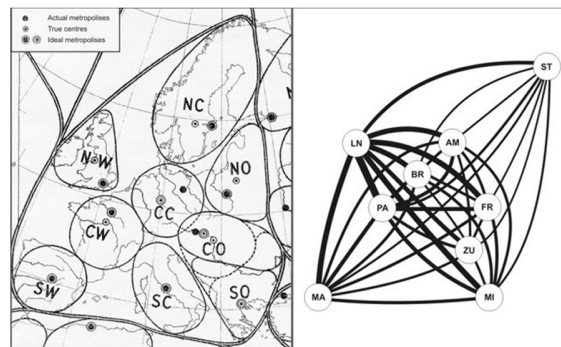 Actual metropolises
True centres
Ideal metropolises
NC
NW
NO
CC
CW
CO
SW
SC
SO
ST
LN
AM
BR
PA
FR
ZU
MA
MI